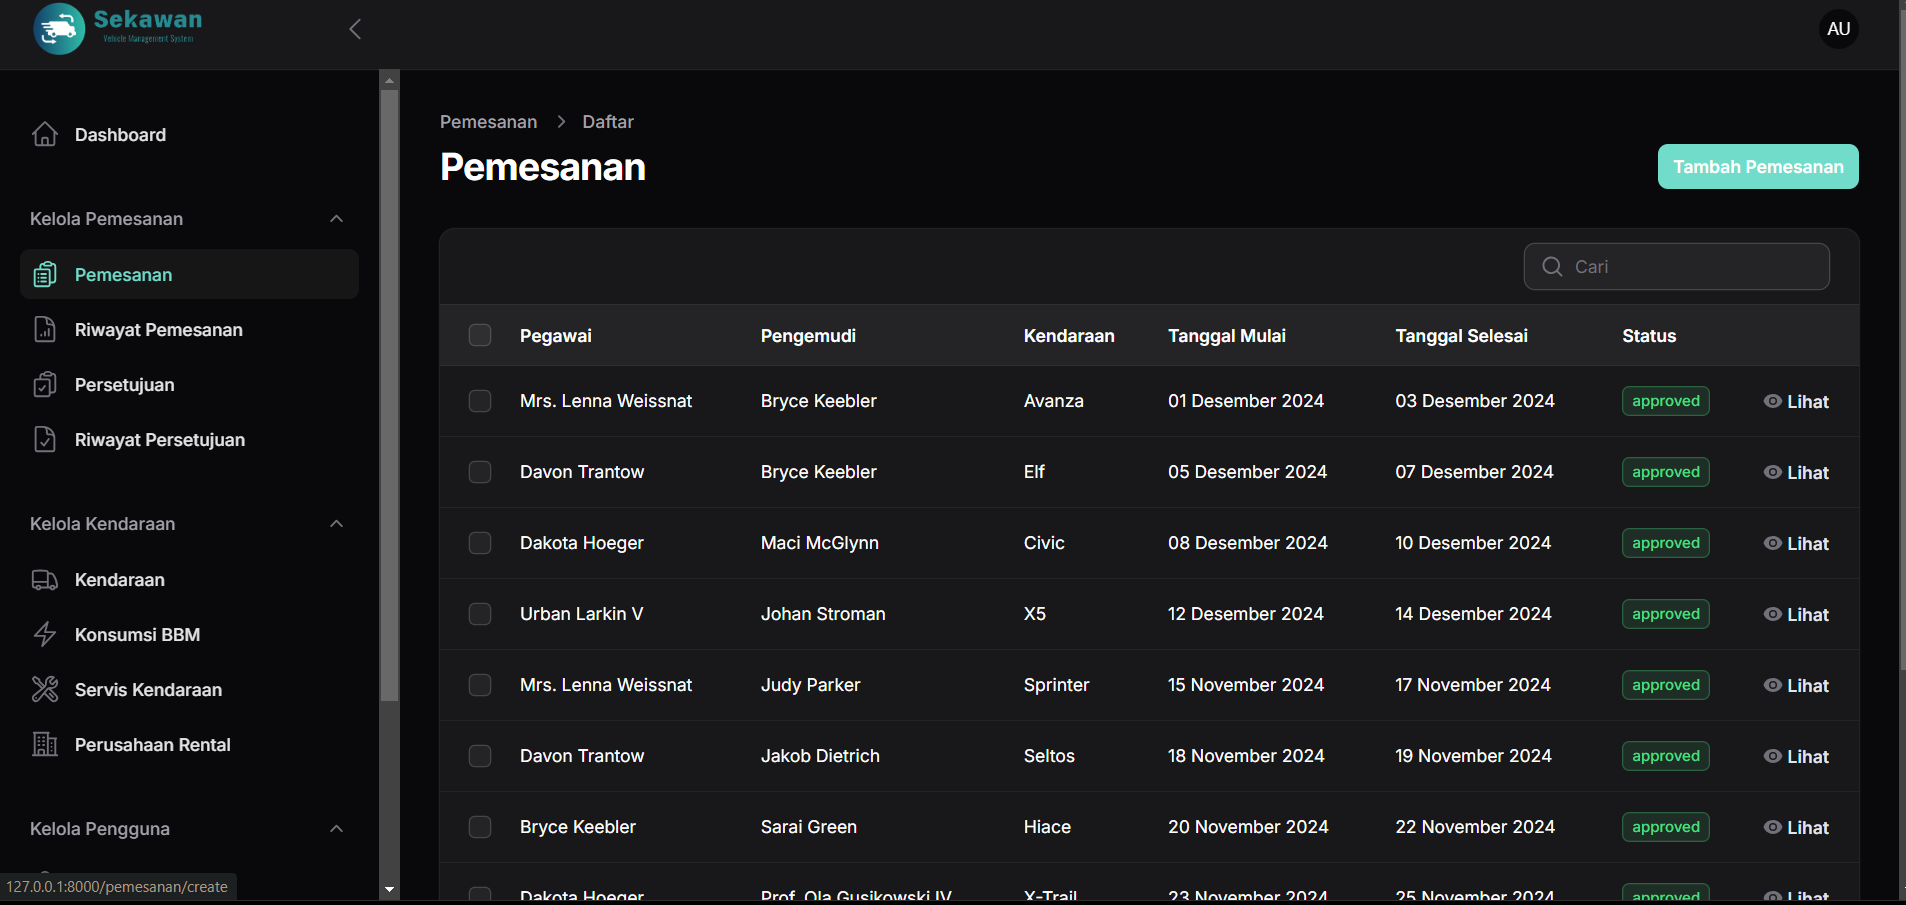 Sekawan
Vehicle Management System
AU
Dashboard
Kelola Pemesanan
Pemesanan
Riwayat Pemesanan
Persetujuan
Riwayat Persetujuan
Kelola Kendaraan
Kendaraan
Konsumsi BBM
Servis Kendaraan
Perusahaan Rental
Kelola Pengguna
127.0.0.1:8000/pemesanan/create
Pemesanan > Daftar
Pemesanan
Tambah Pemesanan
Cari
Pegawai Pengemudi Kendaraan Tanggal Mulai Tanggal Selesai Status
Mrs. Lenna Weissnat Bryce Keebler Avanza 01 Desember 2024 03 Desember 2024 approved Lihat
Davon Trantow Bryce Keebler Elf 05 Desember 2024 07 Desember 2024 approved Lihat
Dakota Hoeger Maci McGlynn Civic 08 Desember 2024 10 Desember 2024 approved Lihat
Urban Larkin V Johan Stroman X5 12 Desember 2024 14 Desember 2024 approved Lihat
Mrs. Lenna Weissnat Judy Parker Sprinter 15 November 2024 17 November 2024 approved Lihat
Davon Trantow Jakob Dietrich Seltos 18 November 2024 19 November 2024 approved Lihat
Bryce Keebler Sarai Green Hiace 20 November 2024 22 November 2024 approved Lihat
Dakota Hoeger Prof. Ola Gusikowski IV X-Trail 23 November 2024 25 November 2024 approved Lihat